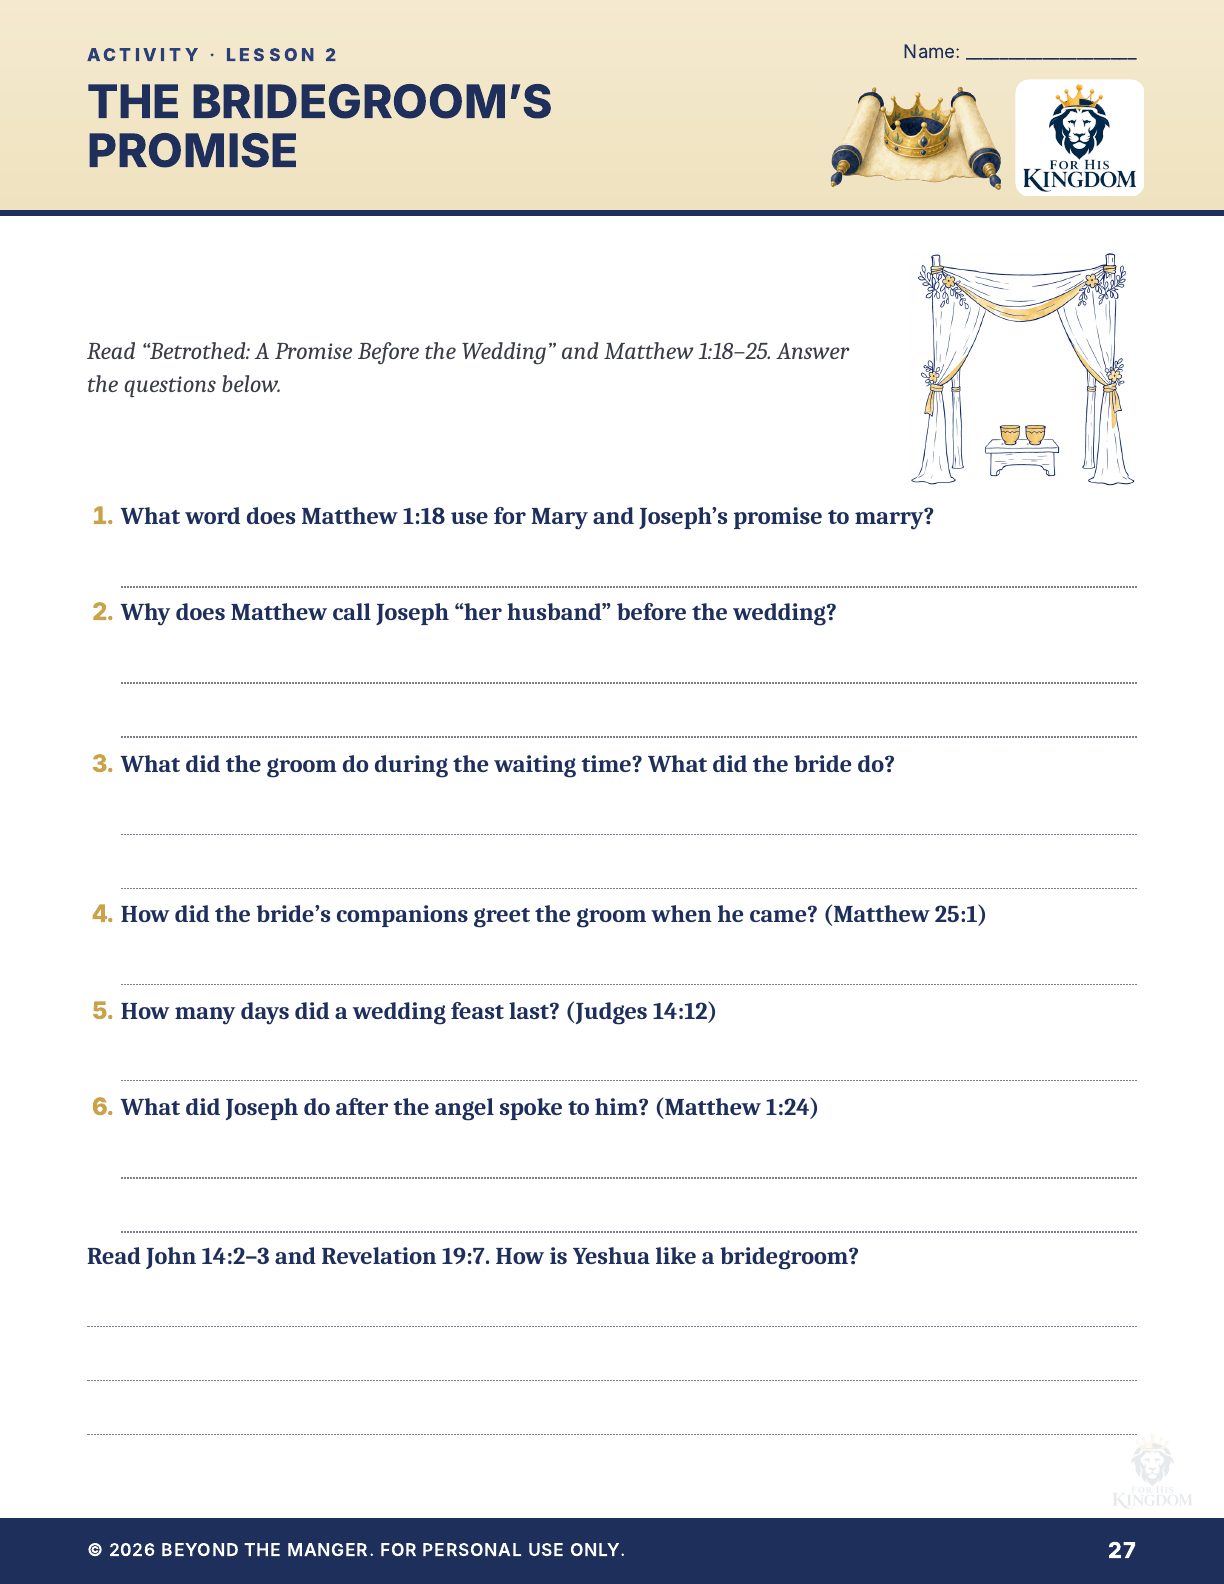 ACTIVITY · LESSON 2
Name: ___________________
THE BRIDEGROOM’S
PROMISE
FOR HIS
KINGDOM
Read “Betrothed: A Promise Before the Wedding” and Matthew 1:18–25. Answer
the questions below.
1. What word does Matthew 1:18 use for Mary and Joseph’s promise to marry?
2. Why does Matthew call Joseph “her husband” before the wedding?
3. What did the groom do during the waiting time? What did the bride do?
4. How did the bride’s companions greet the groom when he came? (Matthew 25:1)
5. How many days did a wedding feast last? (Judges 14:12)
6. What did Joseph do after the angel spoke to him? (Matthew 1:24)
Read John 14:2–3 and Revelation 19:7. How is Yeshua like a bridegroom?
FOR HIS
KINGDOM
© 2026 BEYOND THE MANGER. FOR PERSONAL USE ONLY.
27